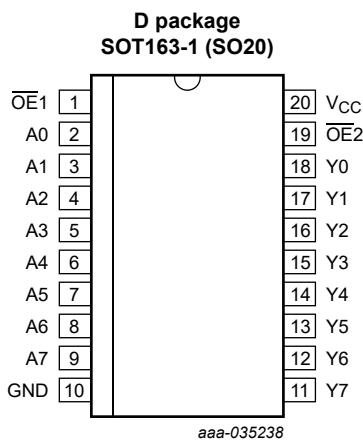 D package
SOT163-1 (SO20)
O̅E̅1 1 20 VCC
A0 2 19 O̅E̅2
A1 3 18 Y0
A2 4 17 Y1
A3 5 16 Y2
A4 6 15 Y3
A5 7 14 Y4
A6 8 13 Y5
A7 9 12 Y6
GND 10 11 Y7
aaa-035238